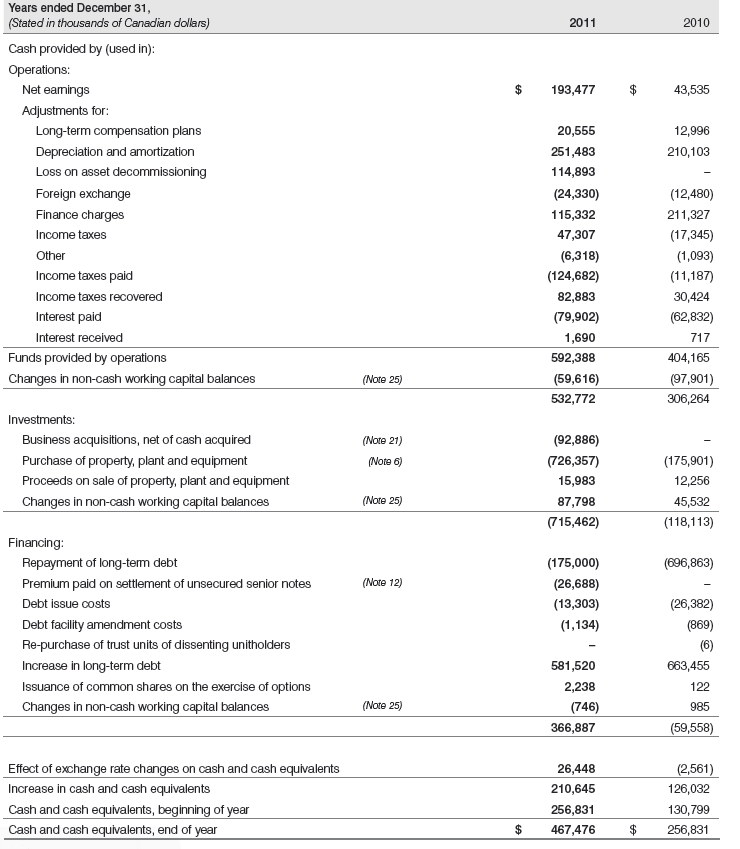 Years ended December 31,
(Stated in thousands of Canadian dollars) 2011 2010
Cash provided by (used in):
Operations:
Net earnings $ 193,477 $ 43,535
Adjustments for:
Long-term compensation plans 20,555 12,996
Depreciation and amortization 251,483 210,103
Loss on asset decommissioning 114,893 –
Foreign exchange (24,330) (12,480)
Finance charges 115,332 211,327
Income taxes 47,307 (17,345)
Other (6,318) (1,093)
Income taxes paid (124,682) (11,187)
Income taxes recovered 82,883 30,424
Interest paid (79,902) (62,832)
Interest received 1,690 717
Funds provided by operations 592,388 404,165
Changes in non-cash working capital balances (Note 25) (59,616) (97,901)
532,772 306,264
Investments:
Business acquisitions, net of cash acquired (Note 21) (92,886) –
Purchase of property, plant and equipment (Note 6) (726,357) (175,901)
Proceeds on sale of property, plant and equipment 15,983 12,256
Changes in non-cash working capital balances (Note 25) 87,798 45,532
(715,462) (118,113)
Financing:
Repayment of long-term debt (175,000) (696,863)
Premium paid on settlement of unsecured senior notes (Note 12) (26,688) –
Debt issue costs (13,303) (26,382)
Debt facility amendment costs (1,134) (869)
Re-purchase of trust units of dissenting unitholders – (6)
Increase in long-term debt 581,520 663,455
Issuance of common shares on the exercise of options 2,238 122
Changes in non-cash working capital balances (Note 25) (746) 985
366,887 (59,558)
Effect of exchange rate changes on cash and cash equivalents 26,448 (2,561)
Increase in cash and cash equivalents 210,645 126,032
Cash and cash equivalents, beginning of year 256,831 130,799
Cash and cash equivalents, end of year $ 467,476 $ 256,831